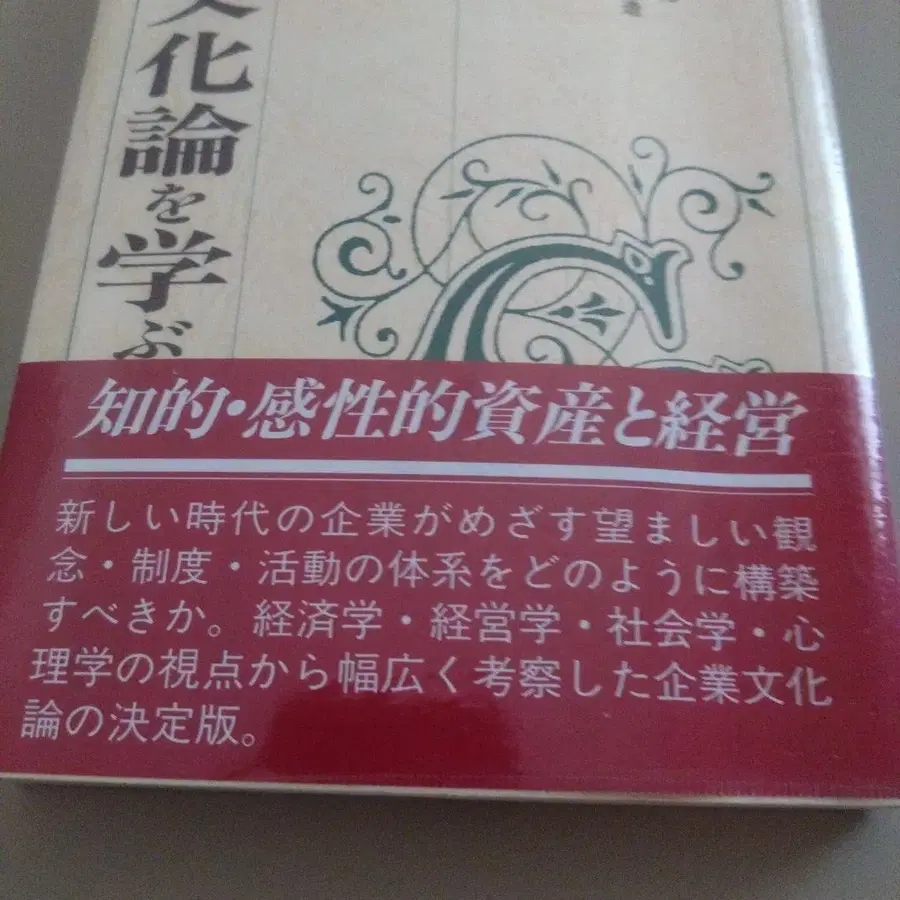 文化論を学ぶ
知的・感性的資産と経営
新しい時代の企業がめざす望ましい観
念・制度・活動の体系をどのように構築
すべきか。経済学・経営学・社会学・心
理学の視点から幅広く考察した企業文化
論の決定版。